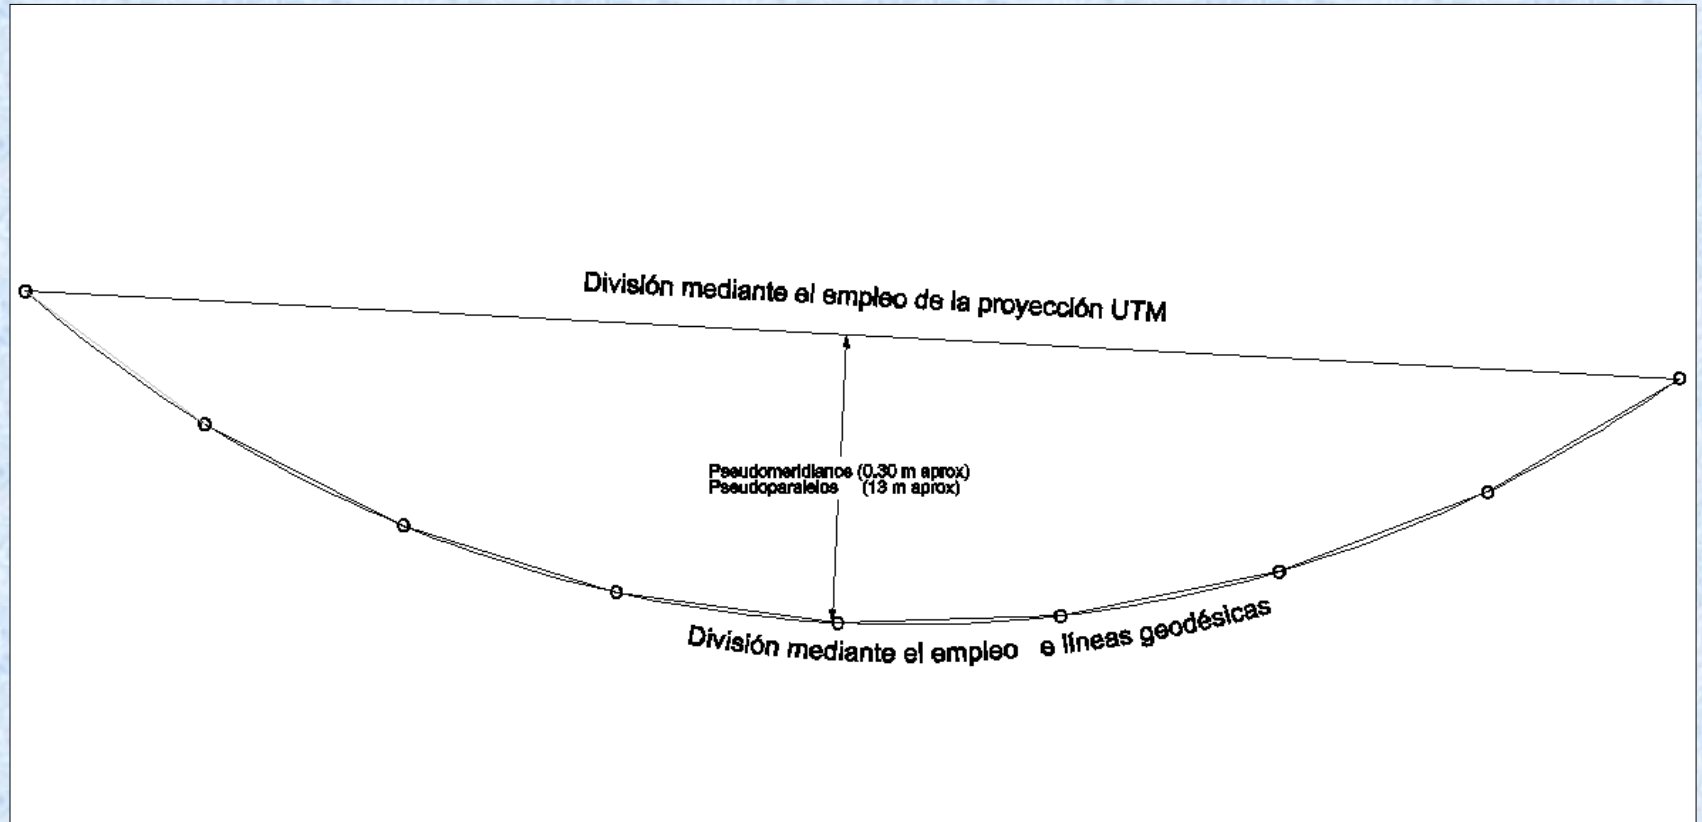 División mediante el empleo de la proyección UTM
Pseudomeridianos (0.30 m aprox)
Pseudoparalelos (13 m aprox)
División mediante el empleo e líneas geodésicas